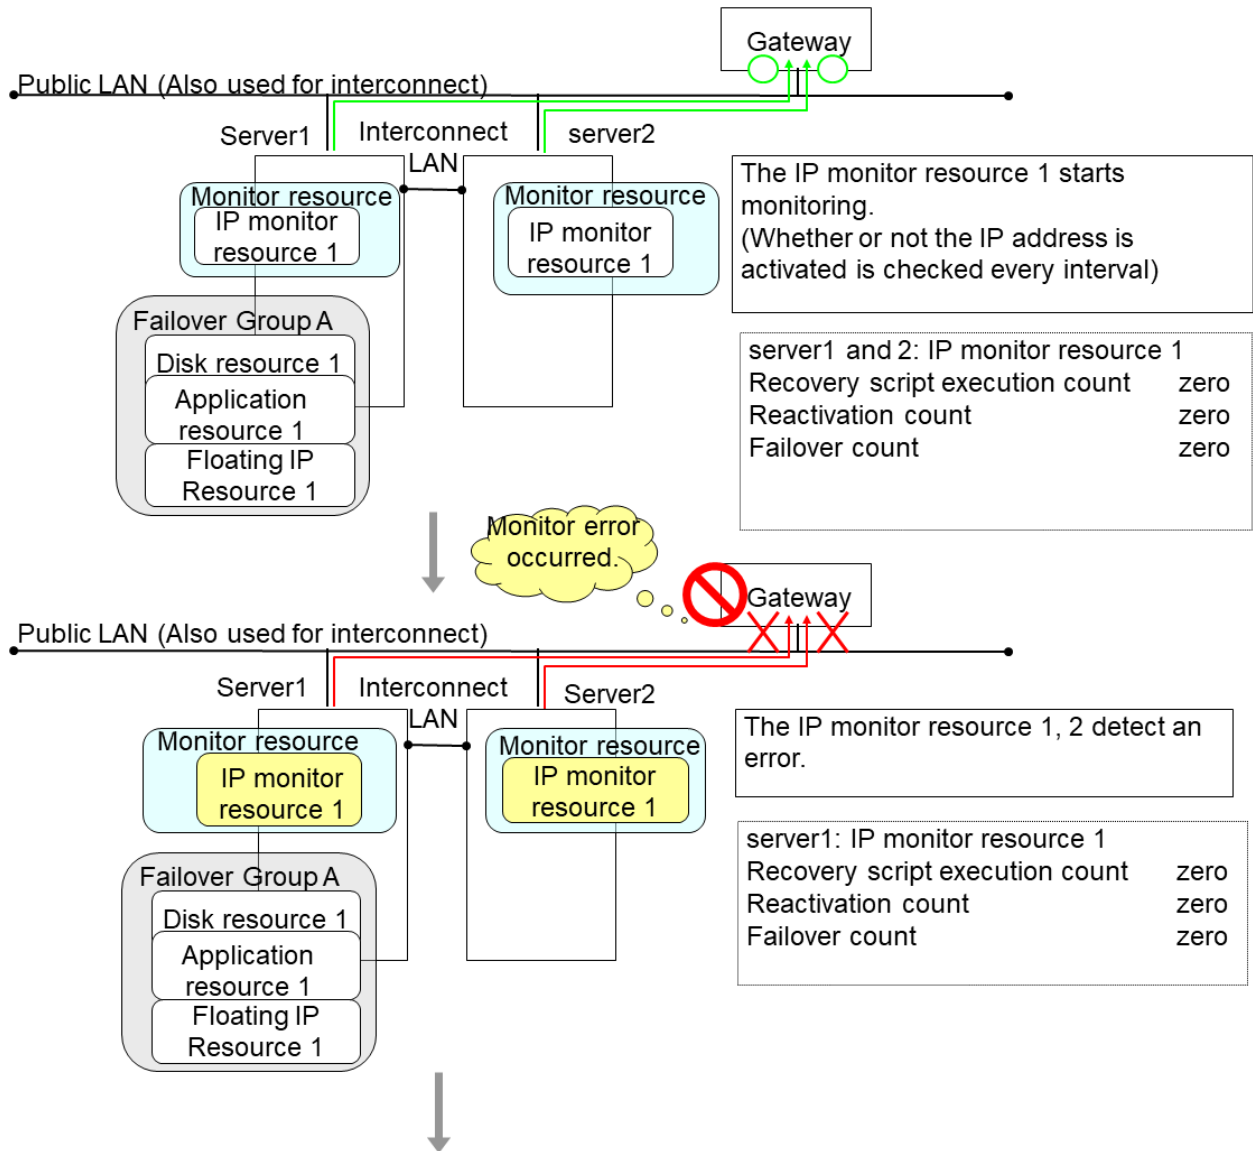 Gateway
Public LAN (Also used for interconnect)
Server1
Interconnect
LAN
server2
Monitor resource
IP monitor
resource 1
Monitor resource
IP monitor
resource 1
The IP monitor resource 1 starts
monitoring.
(Whether or not the IP address is
activated is checked every interval)
Failover Group A
Disk resource 1
Application
resource 1
Floating IP
Resource 1
server1 and 2: IP monitor resource 1
Recovery script execution count zero
Reactivation count zero
Failover count zero
Monitor error
occurred.
Gateway
Public LAN (Also used for interconnect)
Server1
Interconnect
LAN
Server2
Monitor resource
IP monitor
resource 1
Monitor resource
IP monitor
resource 1
The IP monitor resource 1, 2 detect an
error.
Failover Group A
Disk resource 1
Application
resource 1
Floating IP
Resource 1
server1: IP monitor resource 1
Recovery script execution count zero
Reactivation count zero
Failover count zero